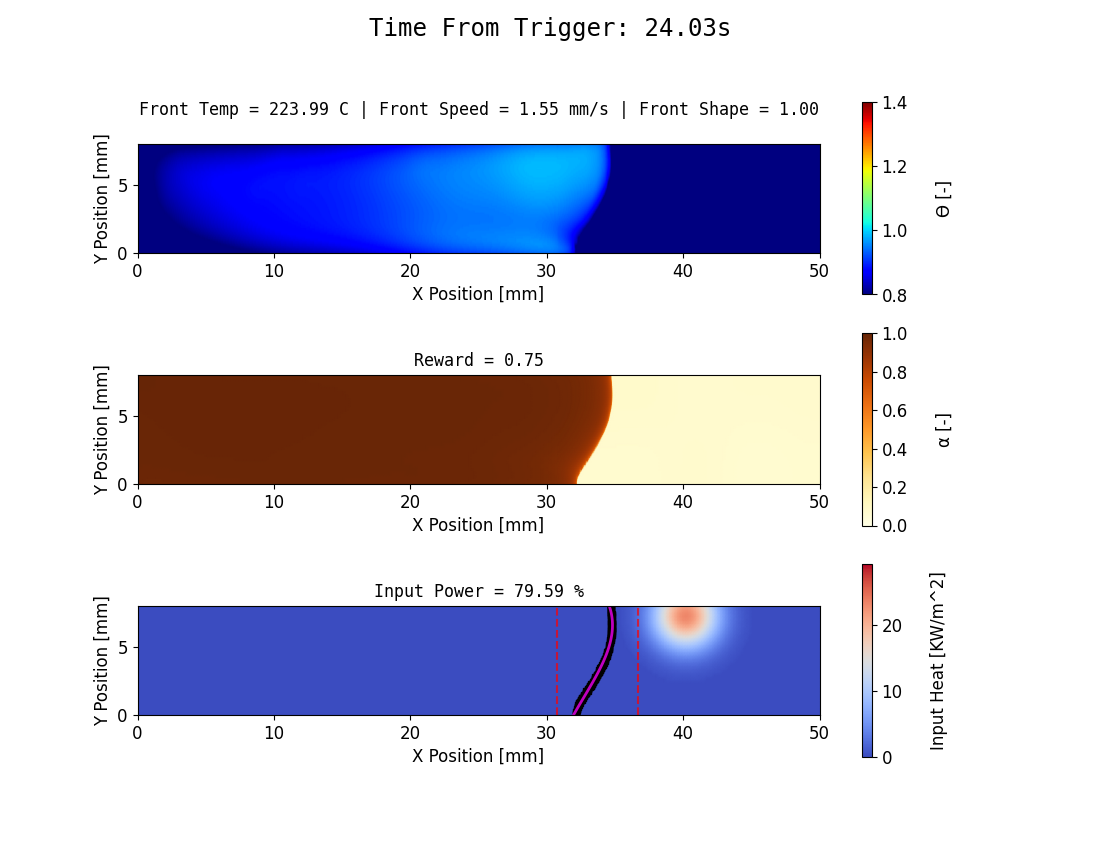 Time From Trigger: 24.03s
Front Temp = 223.99 C | Front Speed = 1.55 mm/s | Front Shape = 1.00
Y Position [mm]
5
0
0 10 20 30 40 50
X Position [mm]
1.4
1.2
1.0
0.8
Θ [-]
Reward = 0.75
Y Position [mm]
5
0
0 10 20 30 40 50
X Position [mm]
1.0
0.8
0.6
0.4
0.2
0.0
α [-]
Input Power = 79.59 %
Y Position [mm]
5
0
0 10 20 30 40 50
X Position [mm]
20
10
0
Input Heat [KW/m^2]